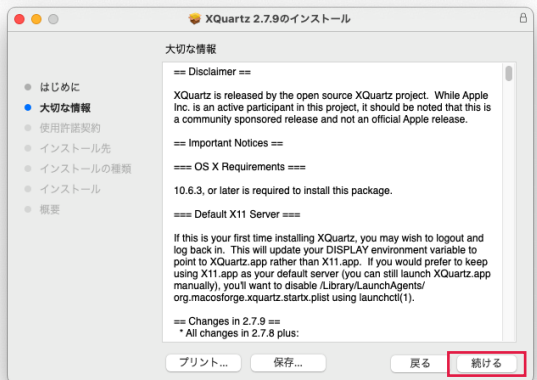 XQuartz 2.7.9のインストール
大切な情報
はじめに
大切な情報
使用許諾契約
インストール先
インストールの種類
インストール
概要
== Disclaimer ==
XQuartz is released by the open source XQuartz project.  While Apple
Inc. is an active participant in this project, it should be noted that this is
a community sponsored release and not an official Apple release.
== Important Notices ==
=== OS X Requirements ===
10.6.3, or later is required to install this package.
=== Default X11 Server ===
If this is your first time installing XQuartz, you may wish to logout and
log back in.  This will update your DISPLAY environment variable to
point to XQuartz.app rather than X11.app.  If you would prefer to keep
using X11.app as your default server (you can still launch XQuartz.app
manually), you'll want to disable /Library/LaunchAgents/
org.macosforge.xquartz.startx.plist using launchctl(1).
== Changes in 2.7.9 ==
* All changes in 2.7.8 plus:
プリント...
保存...
戻る
続ける